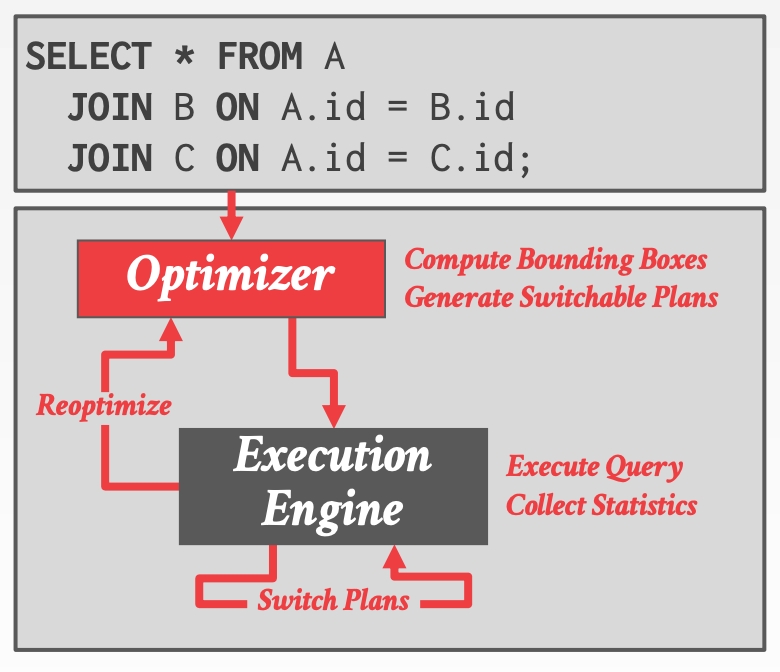 SELECT * FROM A
JOIN B ON A.id = B.id
JOIN C ON A.id = C.id;
Optimizer
Compute Bounding Boxes
Generate Switchable Plans
Reoptimize
Execution
Engine
Execute Query
Collect Statistics
Switch Plans